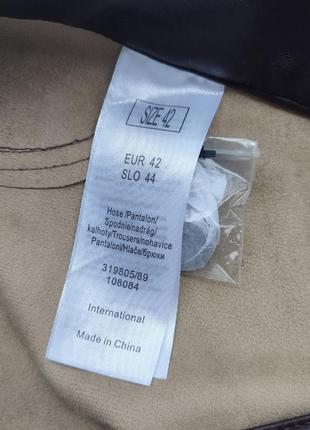 SIZE 42
EUR 42
SLO 44
Hose/Pantalon/
Spodnie/nadrág/
kalhoty/Trousers/nohavice
Pantaloni/Hlače/брюки
319805/89
108084
International
Made in China